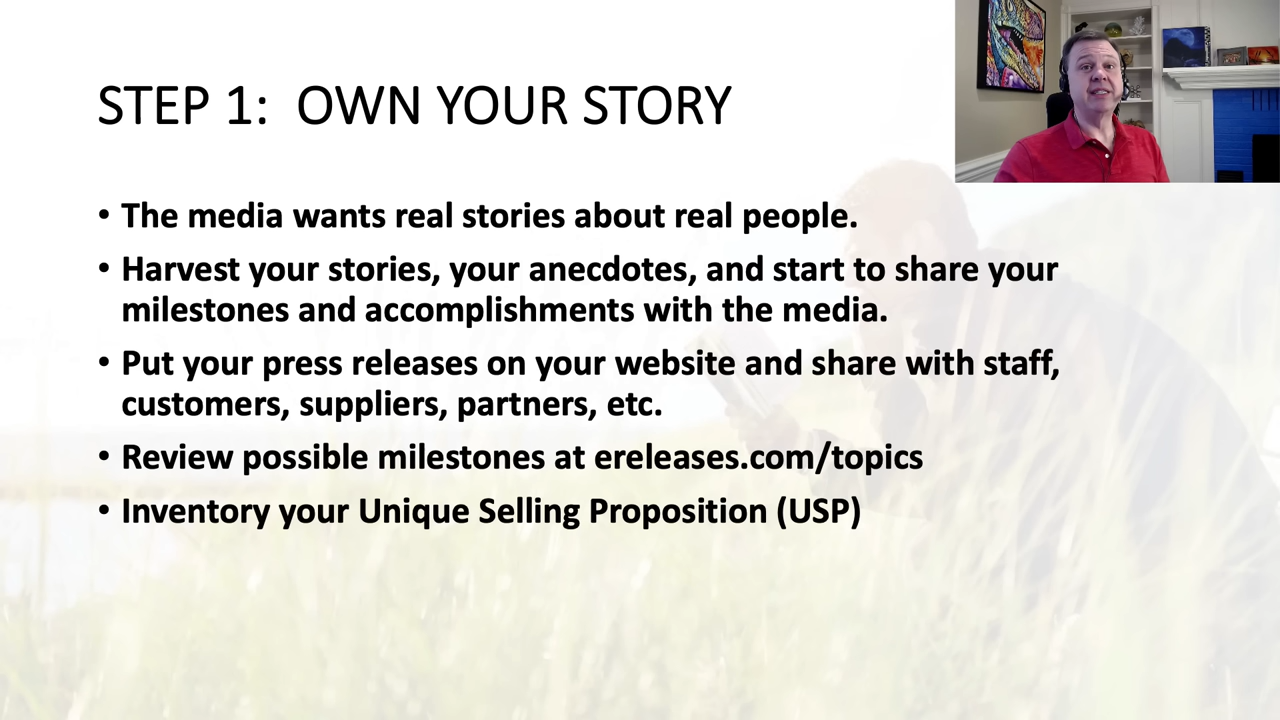 STEP 1: OWN YOUR STORY
• The media wants real stories about real people.
• Harvest your stories, your anecdotes, and start to share your
milestones and accomplishments with the media.
• Put your press releases on your website and share with staff,
customers, suppliers, partners, etc.
• Review possible milestones at ereleases.com/topics
• Inventory your Unique Selling Proposition (USP)